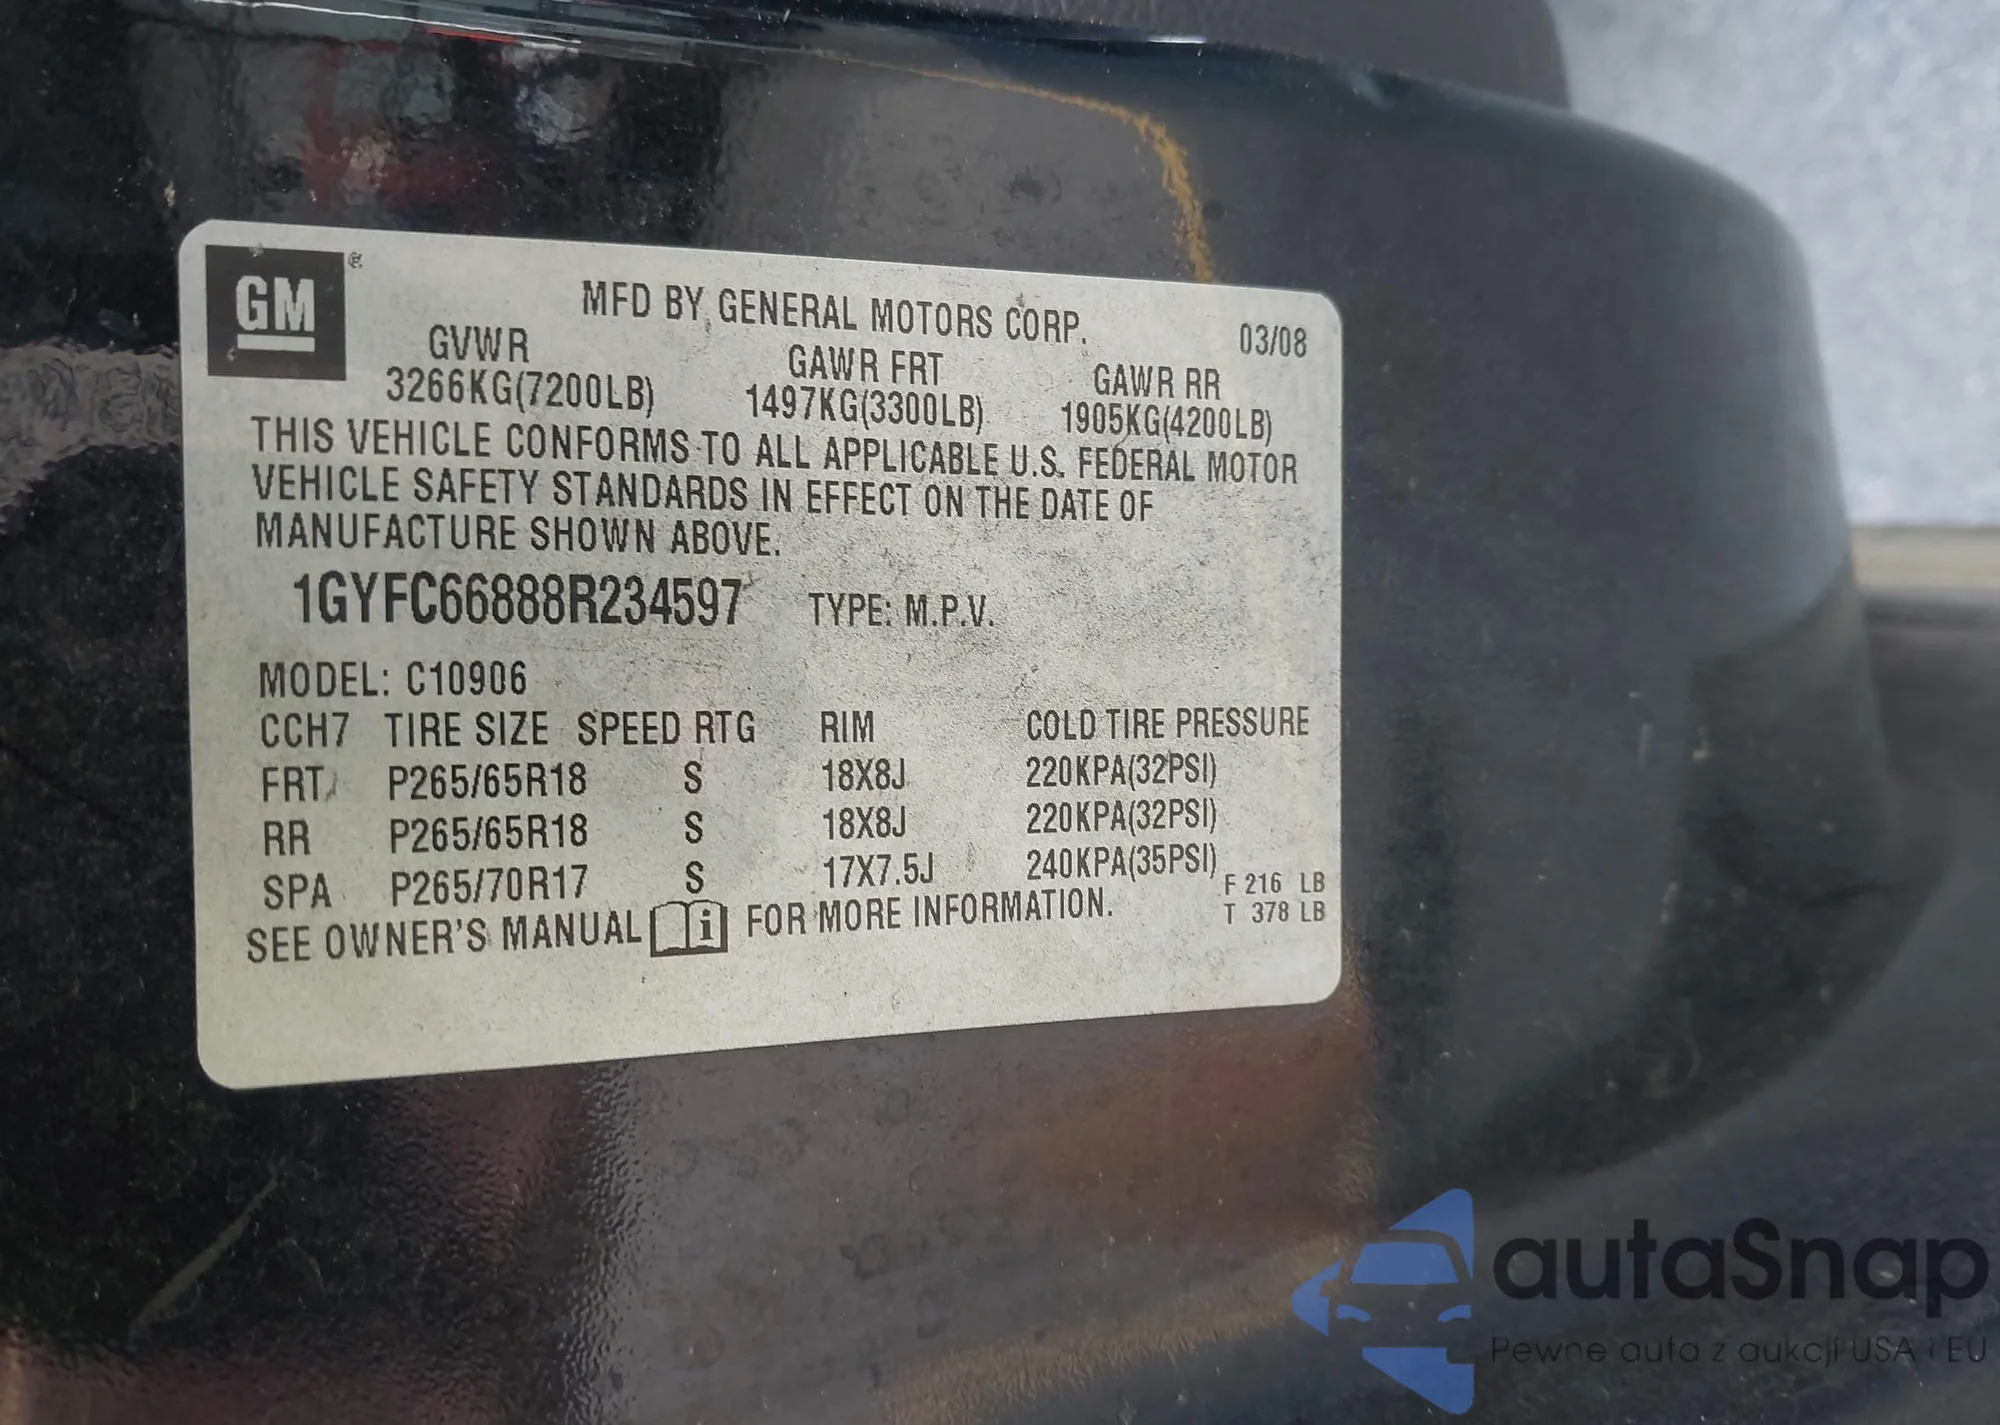 GM
MFD BY GENERAL MOTORS CORP. 03/08
GVWR GAWR FRT GAWR RR
3266KG(7200LB) 1497KG(3300LB) 1905KG(4200LB)
THIS VEHICLE CONFORMS TO ALL APPLICABLE U.S. FEDERAL MOTOR
VEHICLE SAFETY STANDARDS IN EFFECT ON THE DATE OF
MANUFACTURE SHOWN ABOVE.
1GYFC66888R234597 TYPE: M.P.V.
MODEL: C10906
CCH7 TIRE SIZE SPEED RTG RIM COLD TIRE PRESSURE
FRT P265/65R18 S 18X8J 220KPA(32PSI)
RR P265/65R18 S 18X8J 220KPA(32PSI)
SPA P265/70R17 S 17X7.5J 240KPA(35PSI)
F 216 LB
T 378 LB
SEE OWNER'S MANUAL i FOR MORE INFORMATION.
autaSnap
Pewne auta z aukcji USA i EU